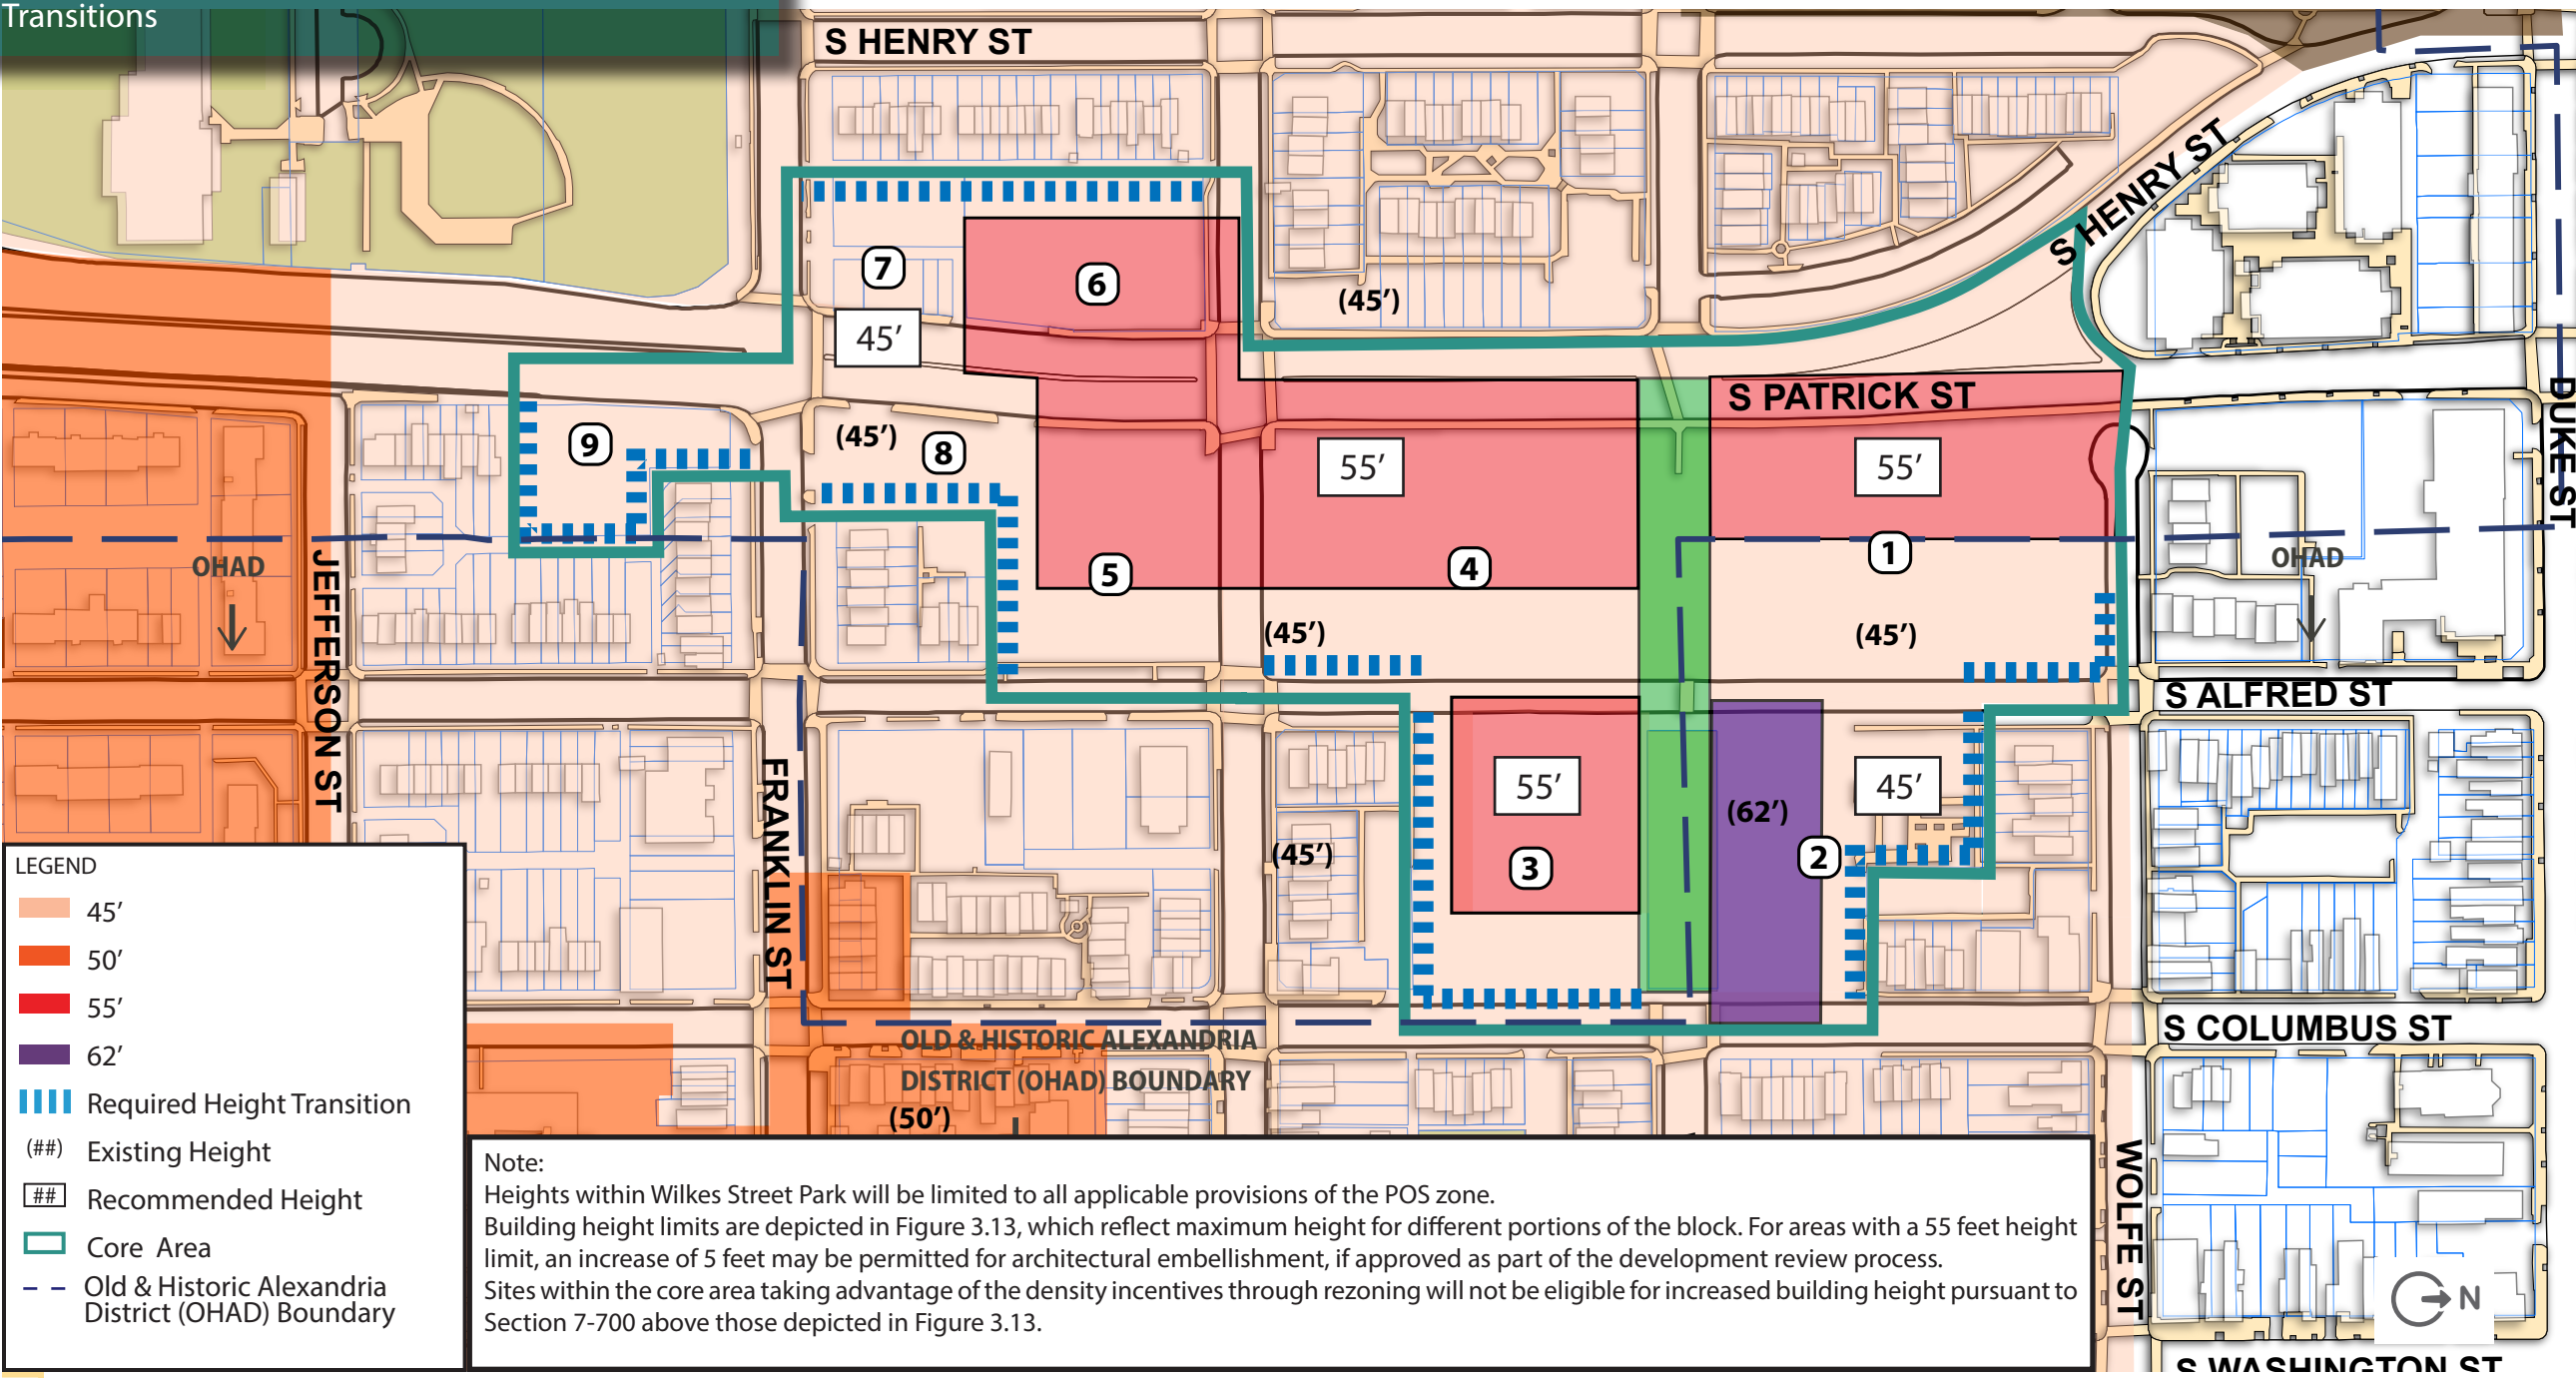 Transitions
S HENRY ST
S HENRY ST
7
6
(45’)
45’
S PATRICK ST
DUKE ST
9
(45’)
8
55’
55’
OHAD
5
4
1
OHAD
JEFFERSON ST
(45’)
(45’)
S ALFRED ST
FRANKLIN ST
55’
(62’)
45’
(45’)
3
2
S COLUMBUS ST
OLD & HISTORIC ALEXANDRIA
DISTRICT (OHAD) BOUNDARY
(50’)
WOLFE ST
N
S WASHINGTON ST
LEGEND
45’
50’
55’
62’
Required Height Transition
(##) Existing Height
## Recommended Height
Core Area
Old & Historic Alexandria
District (OHAD) Boundary
Note:
Heights within Wilkes Street Park will be limited to all applicable provisions of the POS zone.
Building height limits are depicted in Figure 3.13, which reflect maximum height for different portions of the block. For areas with a 55 feet height
limit, an increase of 5 feet may be permitted for architectural embellishment, if approved as part of the development review process.
Sites within the core area taking advantage of the density incentives through rezoning will not be eligible for increased building height pursuant to
Section 7-700 above those depicted in Figure 3.13.